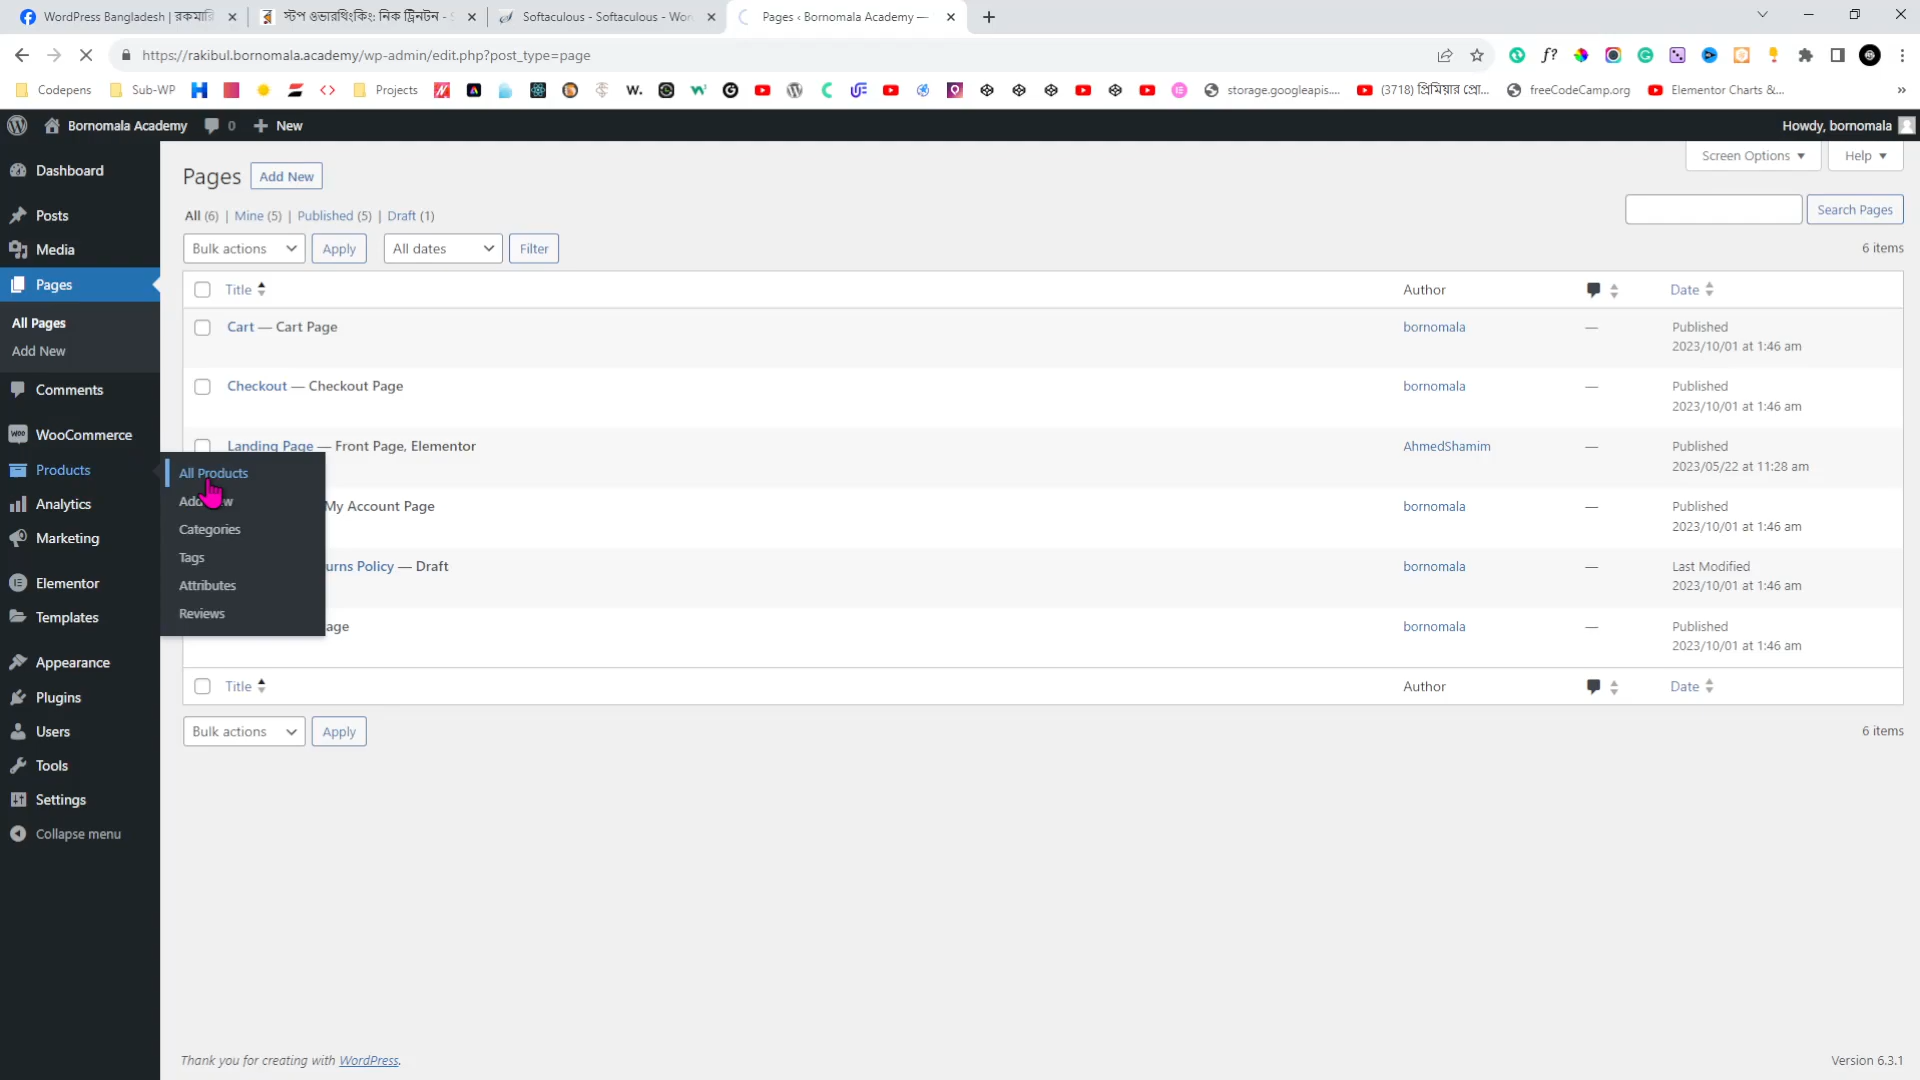 WordPress Bangladesh | রকমারি
স্টপ ওভারথিংকিং: নিক ট্রিনটন -
Softaculous - Softaculous - Wor
Pages ‹ Bornomala Academy —
https://rakibul.bornomala.academy/wp-admin/edit.php?post_type=page
Codepens
Sub-WP
Projects
storage.googleapis....
(3718) প্রিমিয়ার প্রো...
freeCodeCamp.org
Elementor Charts &...
Bornomala Academy
0
New
Howdy, bornomala
Dashboard
Posts
Media
Pages
All Pages
Add New
Comments
WooCommerce
Products
Analytics
Marketing
Elementor
Templates
Appearance
Plugins
Users
Tools
Settings
Collapse menu
All Products
Categories
Tags
Attributes
Reviews
Pages Add New
Screen Options
Help
All (6) | Mine (5) | Published (5) | Draft (1)
Search Pages
Bulk actions
Apply
All dates
Filter
6 items
Title
Author
Date
Cart — Cart Page
bornomala
—
Published
2023/10/01 at 1:46 am
Checkout — Checkout Page
bornomala
—
Published
2023/10/01 at 1:46 am
Landing Page — Front Page, Elementor
AhmedShamim
—
Published
2023/05/22 at 11:28 am
My Account Page
bornomala
—
Published
2023/10/01 at 1:46 am
urns Policy — Draft
bornomala
—
Last Modified
2023/10/01 at 1:46 am
age
bornomala
—
Published
2023/10/01 at 1:46 am
Title
Author
Date
Bulk actions
Apply
6 items
Thank you for creating with WordPress.
Version 6.3.1